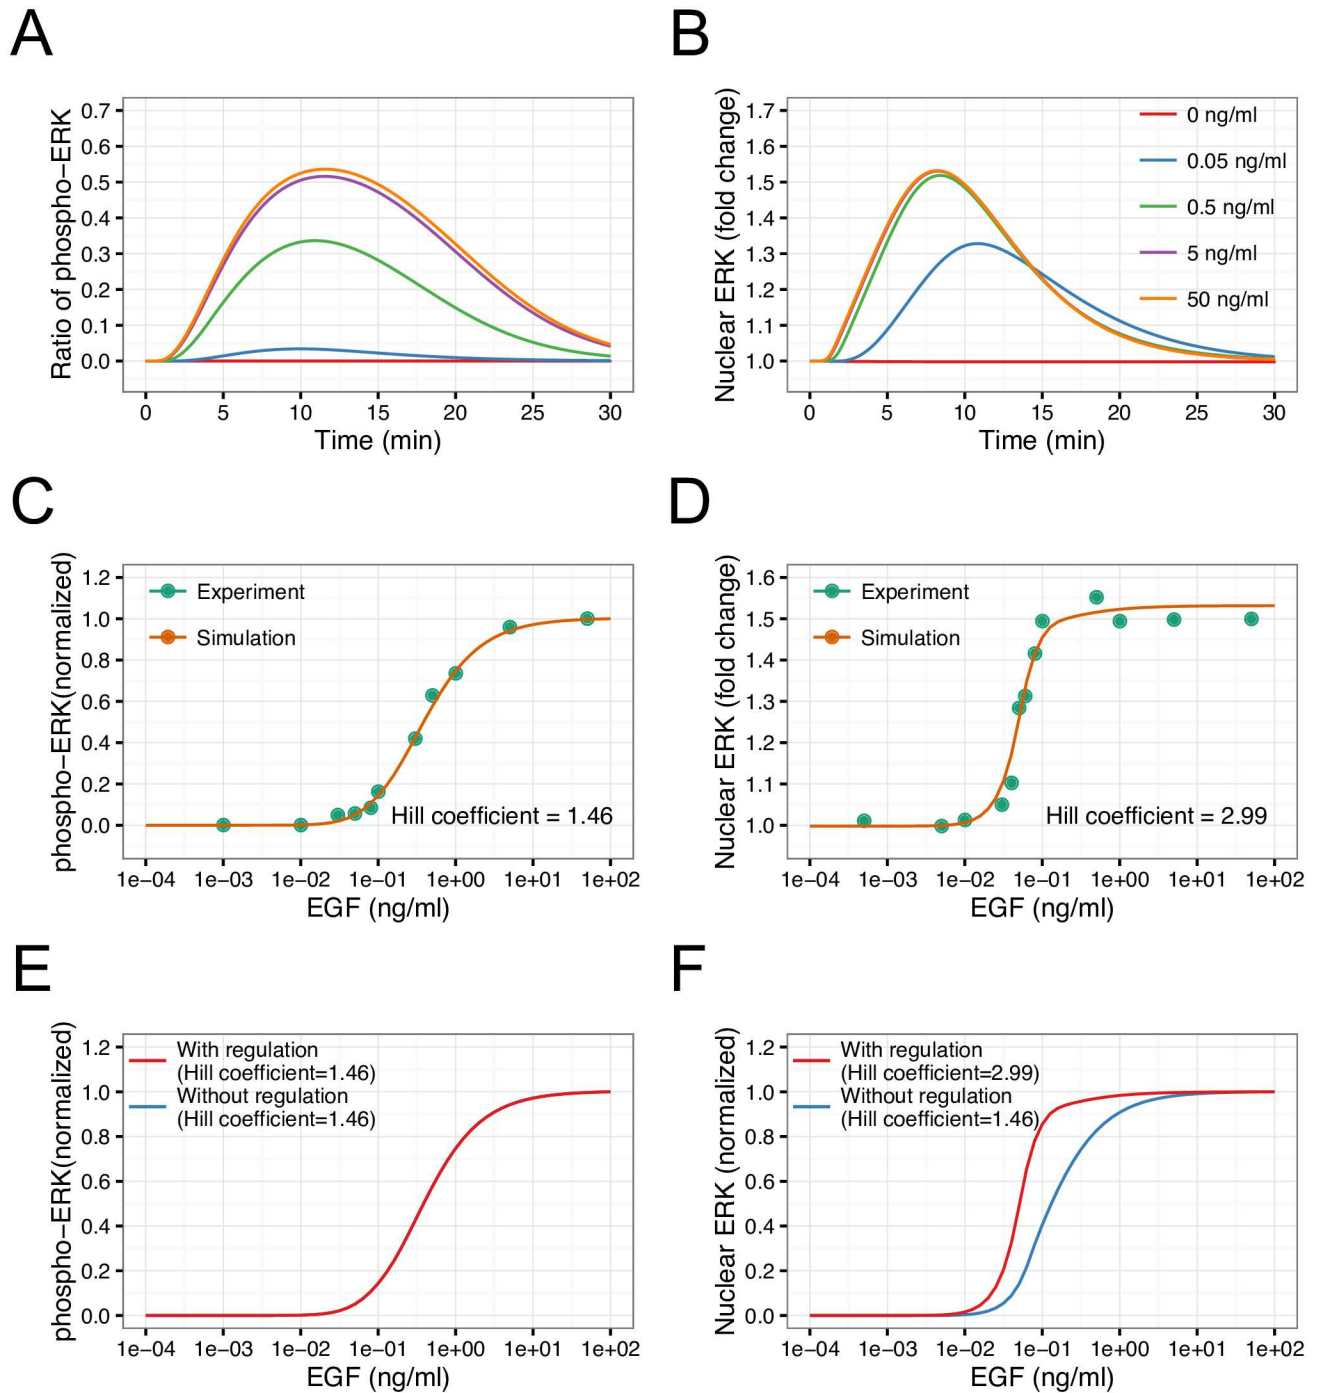 A
Ratio of phospho−ERK
0.7
0.6
0.5
0.4
0.3
0.2
0.1
0.0
0 5 10 15 20 25 30
Time (min)
B
Nuclear ERK (fold change)
1.7
1.6
1.5
1.4
1.3
1.2
1.1
1.0
0 ng/ml
0.05 ng/ml
0.5 ng/ml
5 ng/ml
50 ng/ml
0 5 10 15 20 25 30
Time (min)
C
phospho−ERK(normalized)
1.2
1.0
0.8
0.6
0.4
0.2
0.0
Experiment
Simulation
Hill coefficient = 1.46
1e−04 1e−03 1e−02 1e−01 1e+00 1e+01 1e+02
EGF (ng/ml)
D
Nuclear ERK (fold change)
1.6
1.5
1.4
1.3
1.2
1.1
1.0
Experiment
Simulation
Hill coefficient = 2.99
1e−04 1e−03 1e−02 1e−01 1e+00 1e+01 1e+02
EGF (ng/ml)
E
phospho−ERK(normalized)
1.2
1.0
0.8
0.6
0.4
0.2
0.0
With regulation
(Hill coefficient=1.46)
Without regulation
(Hill coefficient=1.46)
1e−04 1e−03 1e−02 1e−01 1e+00 1e+01 1e+02
EGF (ng/ml)
F
Nuclear ERK (normalized)
1.2
1.0
0.8
0.6
0.4
0.2
0.0
With regulation
(Hill coefficient=2.99)
Without regulation
(Hill coefficient=1.46)
1e−04 1e−03 1e−02 1e−01 1e+00 1e+01 1e+02
EGF (ng/ml)